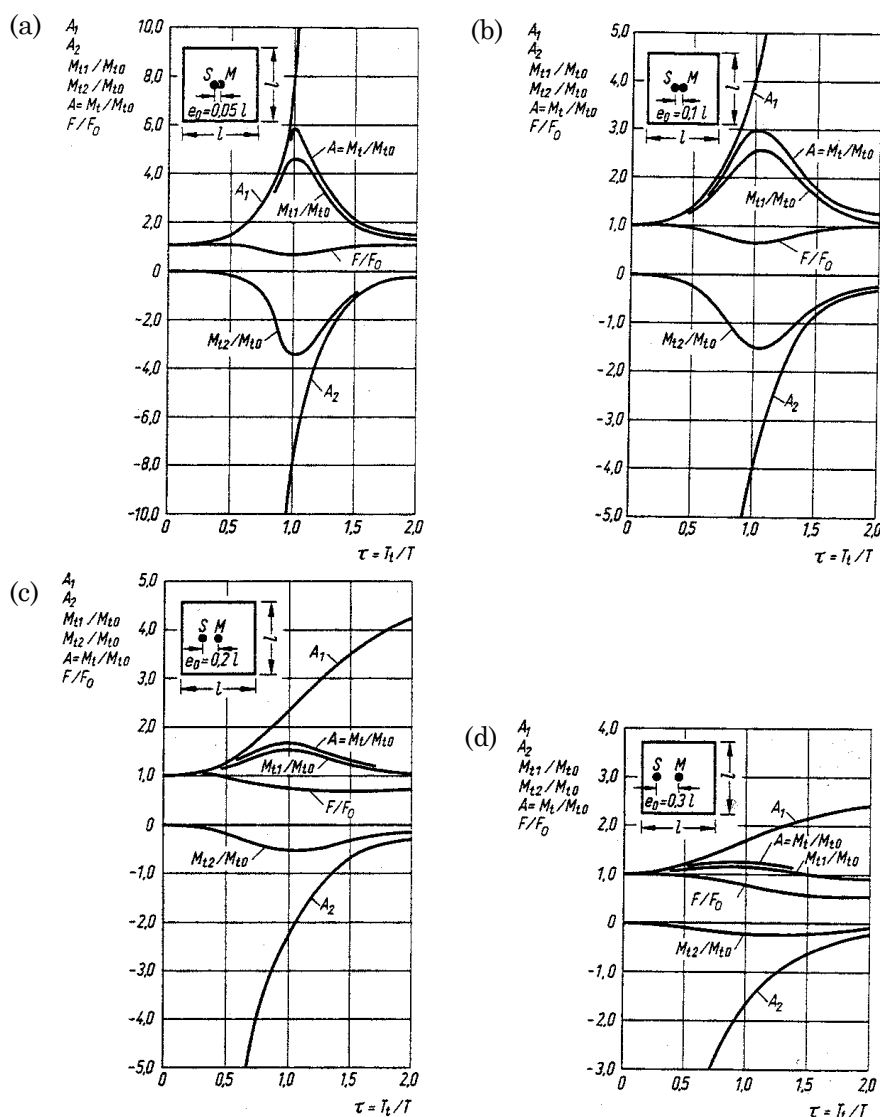 (a)
A₁
A₂
Mt1/Mt0
Mt2/Mt0
A=Mt/Mt0
F/F₀
10,0
8,0
6,0
4,0
2,0
0
-2,0
-4,0
-6,0
-8,0
-10,0
S M
e₀=0,05 l
l
l
A₁
A=Mt/Mt0
Mt1/Mt0
F/F₀
Mt2/Mt0
A₂
0 0,5 1,0 1,5 2,0
τ = Tt/T
(b)
A₁
A₂
Mt1/Mt0
Mt2/Mt0
A=Mt/Mt0
F/F₀
5,0
4,0
3,0
2,0
1,0
0
-1,0
-2,0
-3,0
-4,0
-5,0
S M
e₀=0,1 l
l
l
A₁
A=Mt/Mt0
Mt1/Mt0
F/F₀
Mt2/Mt0
A₂
0 0,5 1,0 1,5 2,0
τ = Tt/T
(c)
A₁
A₂
Mt1/Mt0
Mt2/Mt0
A=Mt/Mt0
F/F₀
5,0
4,0
3,0
2,0
1,0
0
-1,0
-2,0
-3,0
-4,0
-5,0
S M
e₀=0,2 l
l
l
A₁
A=Mt/Mt0
Mt1/Mt0
F/F₀
Mt2/Mt0
A₂
0 0,5 1,0 1,5 2,0
τ = Tt/T
(d)
A₁
A₂
Mt1/Mt0
Mt2/Mt0
A=Mt/Mt0
F/F₀
4,0
3,0
2,0
1,0
0
-1,0
-2,0
-3,0
S M
e₀=0,3 l
l
l
A₁
A=Mt/Mt0
Mt1/Mt0
F/F₀
Mt2/Mt0
A₂
0 0,5 1,0 1,5 2,0
τ = Tt/T